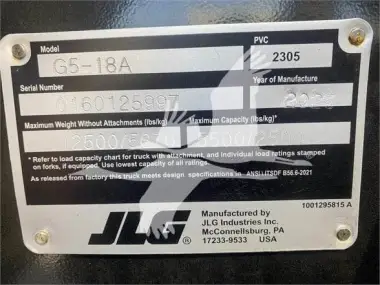 Model PVC
G5-18A 2305
Serial Number Year of Manufacture
0160125997
Maximum Weight Without Attachments (lbs/kg)* Maximum Capacity (lbs/kg)*
* Refer to load capacity chart for truck with attachment, and individual load ratings stamped
on forks, if equipped. Use lowest capacity of all ratings.
As released from factory this truck meets design specifications in ANSI/ITSDF B56.6-2021
1001295815 A
JLG ®
Manufactured by
JLG Industries Inc.
McConnellsburg, PA
17233-9533 USA